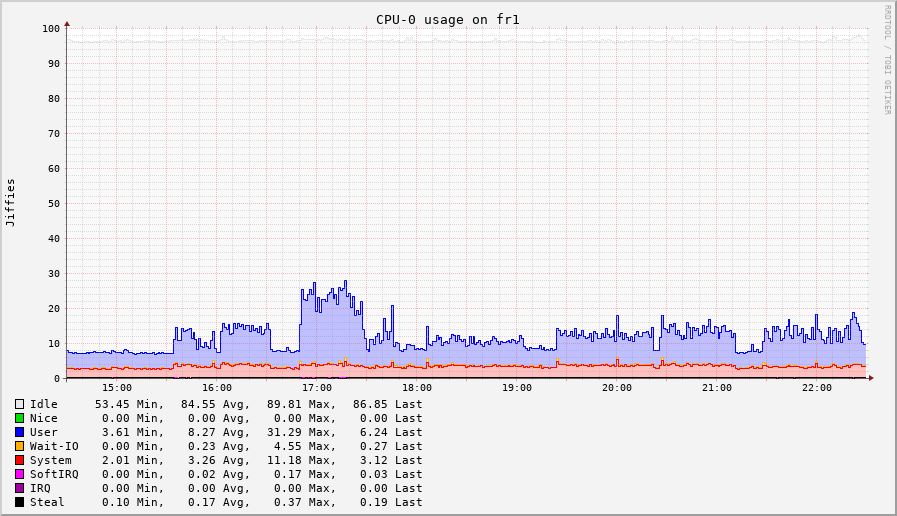 CPU-0 usage on fr1
RRDTOOL / TOBI OETIKER
Jiffies
100
90
80
70
60
50
40
30
20
10
0
15:00 16:00 17:00 18:00 19:00 20:00 21:00 22:00
Idle 53.45 Min, 84.55 Avg, 89.81 Max, 86.85 Last
Nice 0.00 Min, 0.00 Avg, 0.00 Max, 0.00 Last
User 3.61 Min, 8.27 Avg, 31.29 Max, 6.24 Last
Wait-IO 0.00 Min, 0.23 Avg, 4.55 Max, 0.27 Last
System 2.01 Min, 3.26 Avg, 11.18 Max, 3.12 Last
SoftIRQ 0.00 Min, 0.02 Avg, 0.17 Max, 0.03 Last
IRQ 0.00 Min, 0.00 Avg, 0.00 Max, 0.00 Last
Steal 0.10 Min, 0.17 Avg, 0.37 Max, 0.19 Last